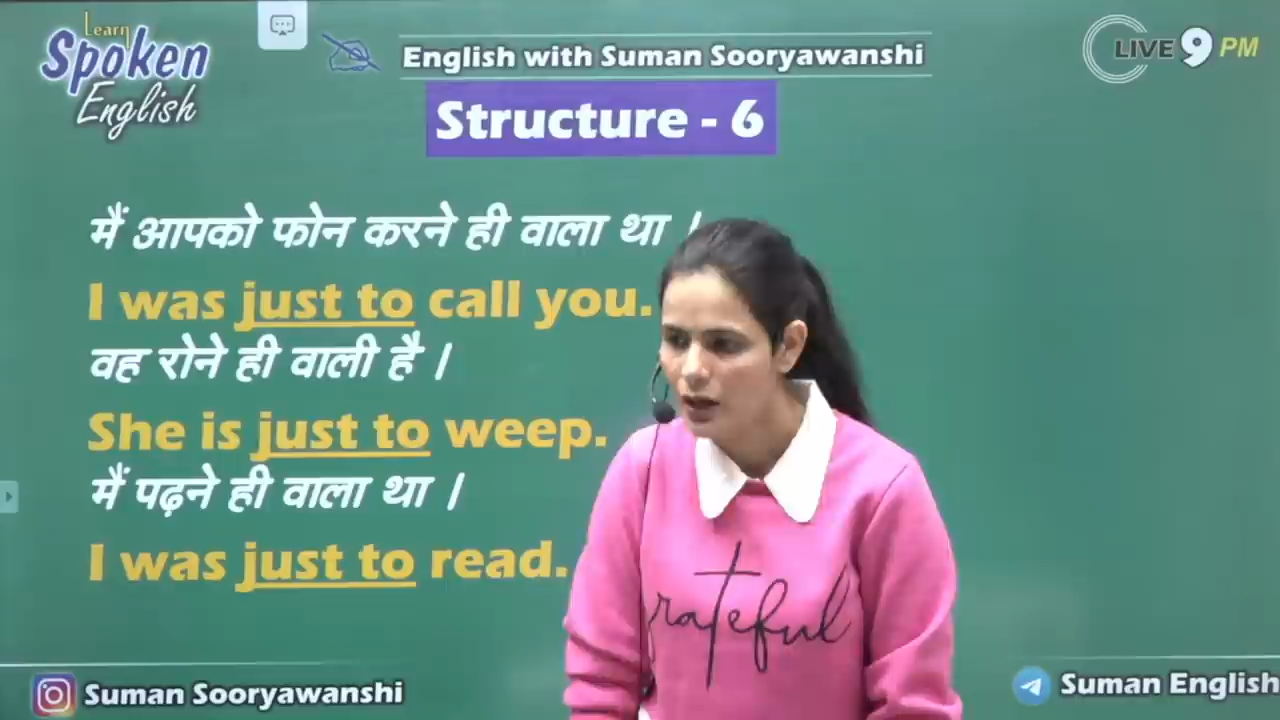 Learn
Spoken
English
English with Suman Sooryawanshi
LIVE 9 PM
Structure - 6
मैं आपको फोन करने ही वाला था ।
I was just to call you.
वह रोने ही वाली है ।
She is just to weep.
मैं पढ़ने ही वाला था ।
I was just to read.
grateful
Suman Sooryawanshi
Suman English